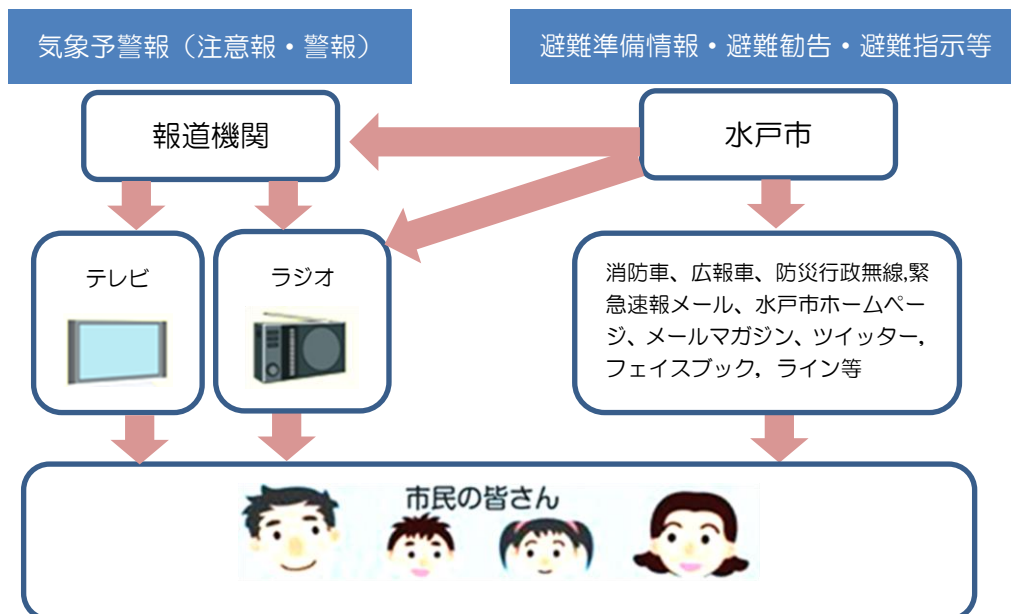 気象予警報（注意報・警報）
避難準備情報・避難勧告・避難指示等
報道機関
水戸市
テレビ
ラジオ
消防車、広報車、防災行政無線,緊
急速報メール、水戸市ホームペー
ジ、メールマガジン、ツイッター,
フェイスブック，ライン等
市民の皆さん